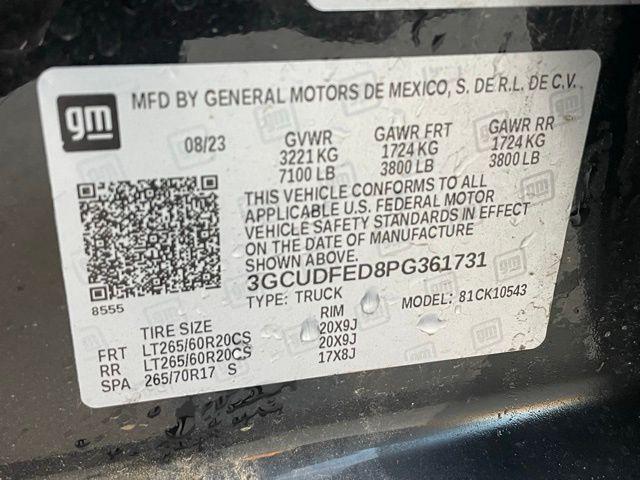 gm
MFD BY GENERAL MOTORS DE MEXICO, S. DE R.L. DE C.V.
08/23 GVWR GAWR FRT GAWR RR
3221 KG 1724 KG 1724 KG
7100 LB 3800 LB 3800 LB
THIS VEHICLE CONFORMS TO ALL
APPLICABLE U.S. FEDERAL MOTOR
VEHICLE SAFETY STANDARDS IN EFFECT
ON THE DATE OF MANUFACTURE
SHOWN ABOVE.
3GCUDFED8PG361731
8555
TYPE: TRUCK MODEL: 81CK10543
TIRE SIZE RIM
FRT LT265/60R20CS 20X9J
RR LT265/60R20CS 20X9J
SPA 265/70R17 S 17X8J